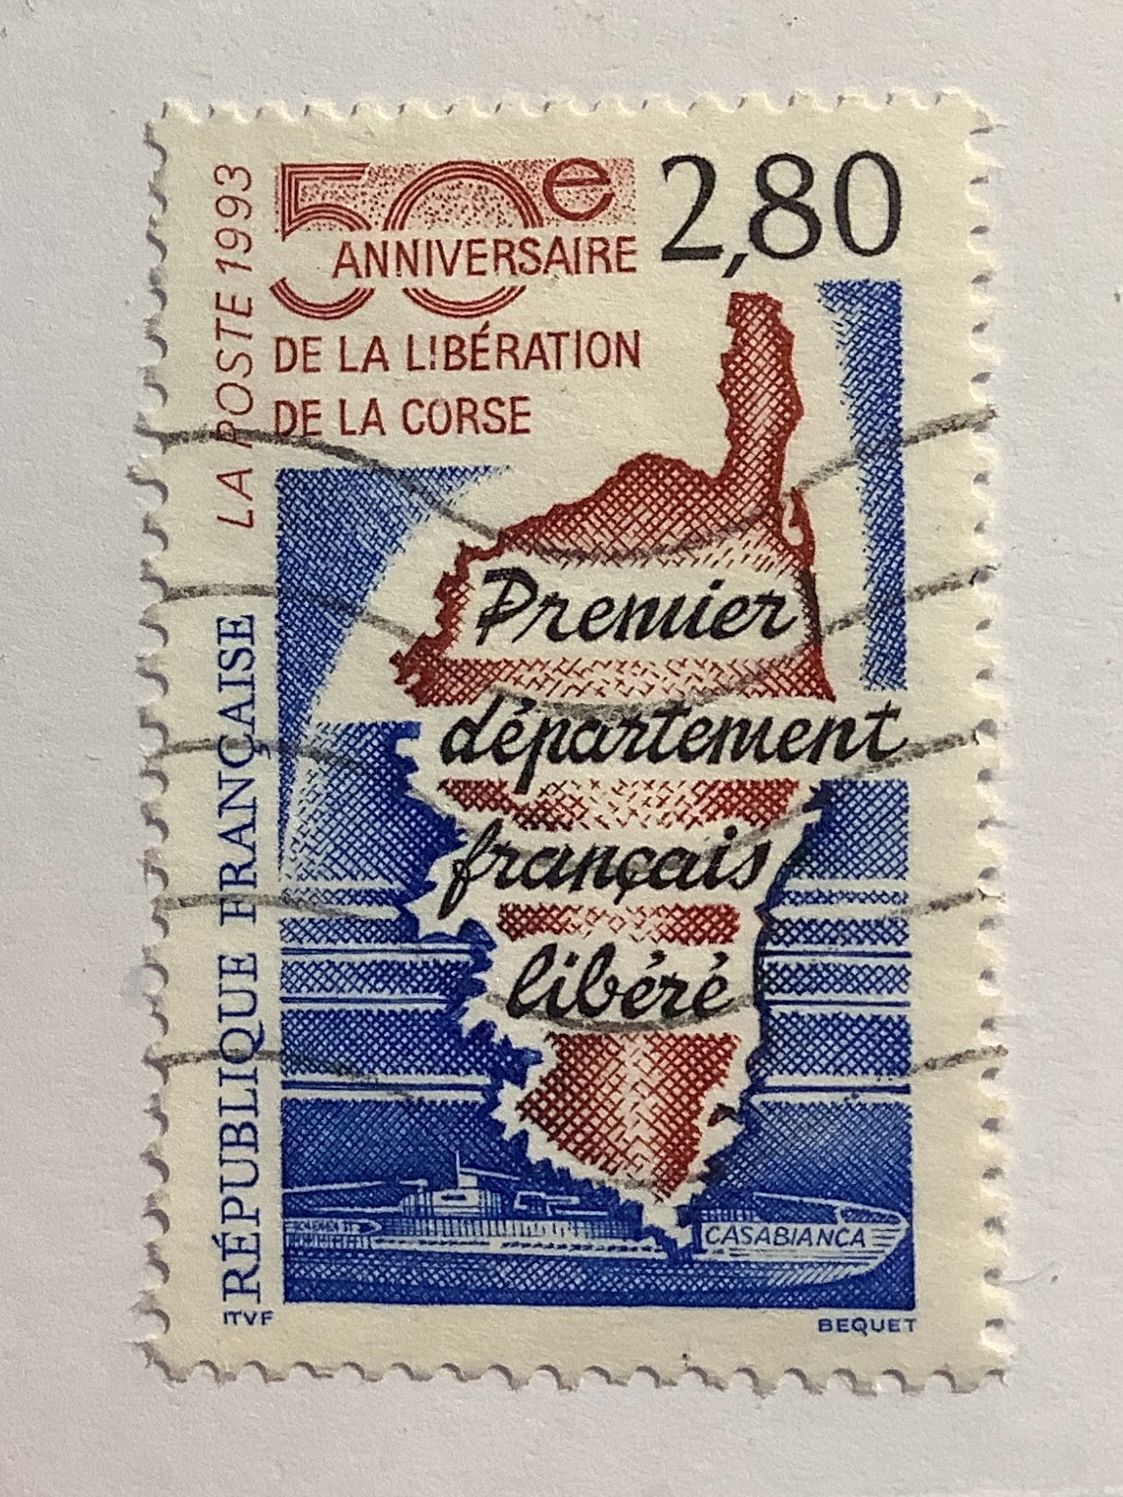 LA POSTE 1993
50e
ANNIVERSAIRE
DE LA LIBÉRATION
DE LA CORSE
2,80
RÉPUBLIQUE FRANÇAISE
Premier
département
français
libéré
CASABIANCA
ITVF
BEQUET